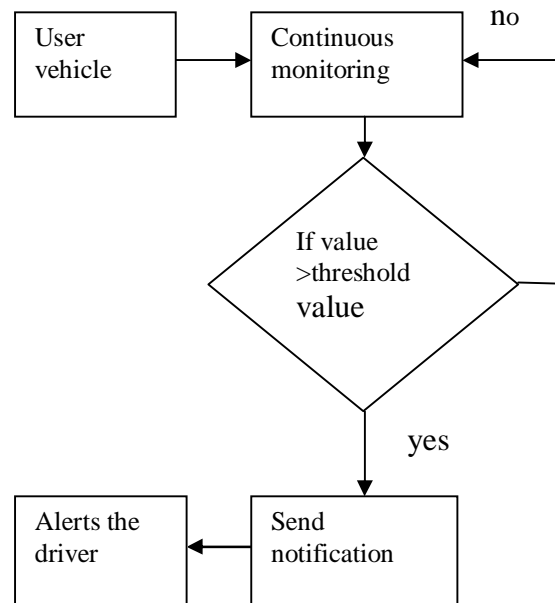 User
vehicle
Continuous
monitoring
no
If value
>threshold
value
yes
Alerts the
driver
Send
notification